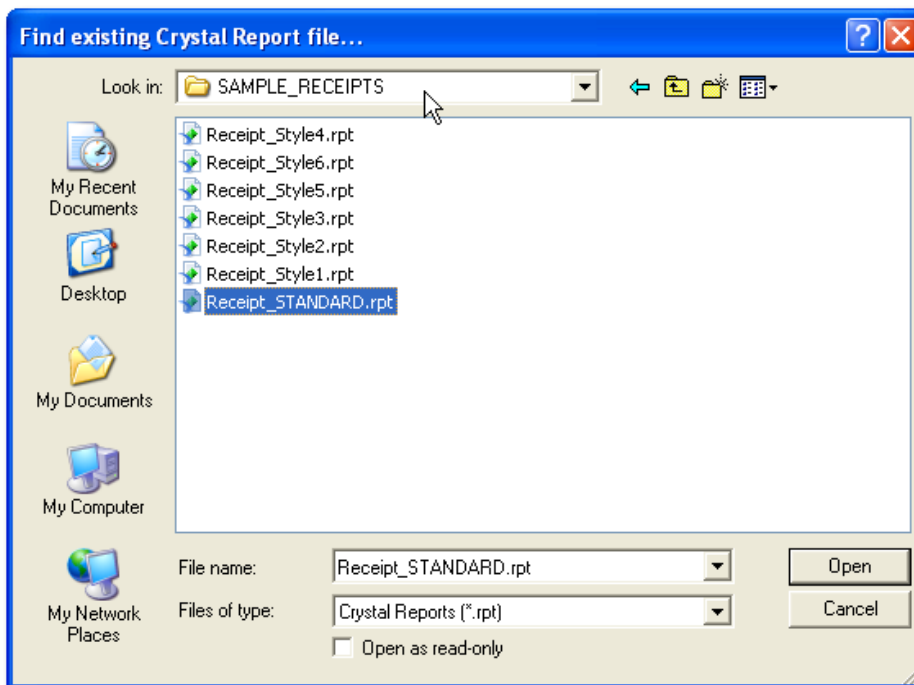 Find existing Crystal Report file...
Look in: SAMPLE_RECEIPTS
My Recent
Documents
Desktop
My Documents
My Computer
My Network
Places
Receipt_Style4.rpt
Receipt_Style6.rpt
Receipt_Style5.rpt
Receipt_Style3.rpt
Receipt_Style2.rpt
Receipt_Style1.rpt
Receipt_STANDARD.rpt
File name: Receipt_STANDARD.rpt Open
Files of type: Crystal Reports (*.rpt) Cancel
Open as read-only